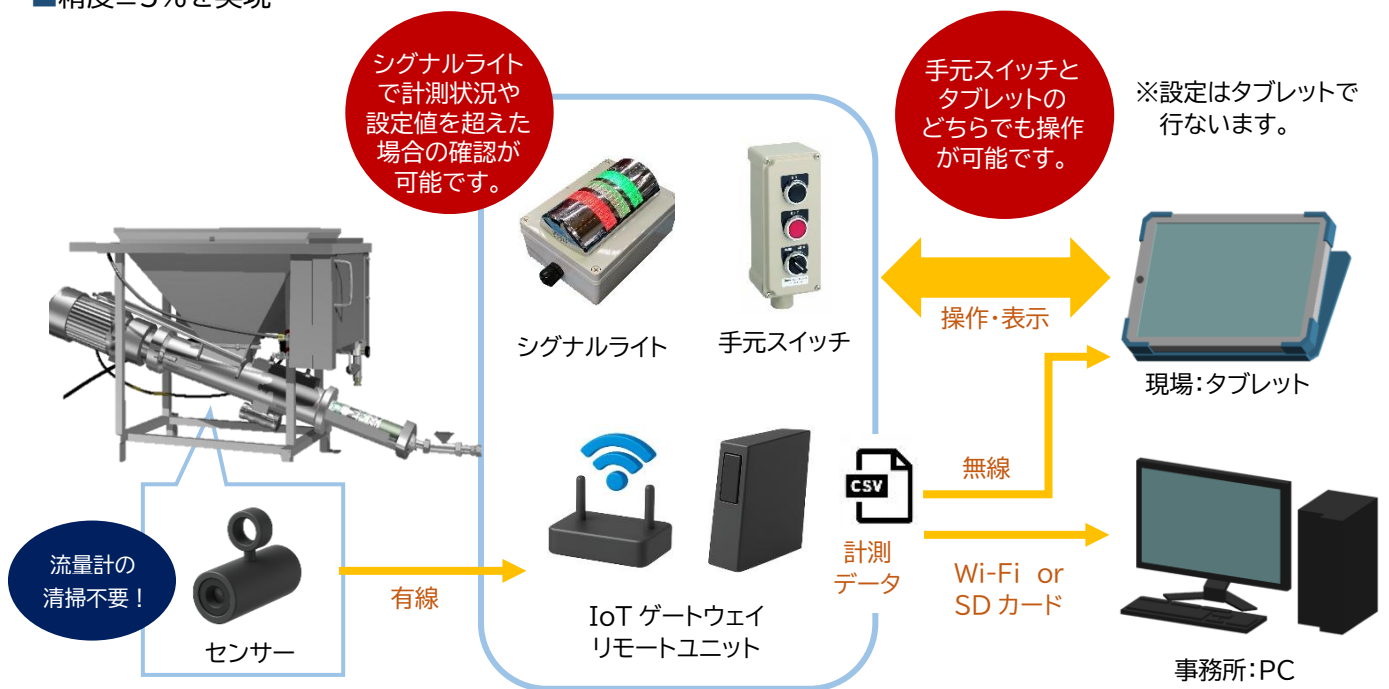 シグナルライト
で計測状況や
設定値を超えた
場合の確認が
可能です。
手元スイッチと
タブレットの
どちらでも操作
が可能です。
※設定はタブレットで
行ないます。
シグナルライト
手元スイッチ
操作・表示
現場：タブレット
流量計の
清掃不要！
センサー
有線
IoT ゲートウェイ
リモートユニット
CSV
計測
データ
無線
Wi-Fi or
SD カード
事務所：PC